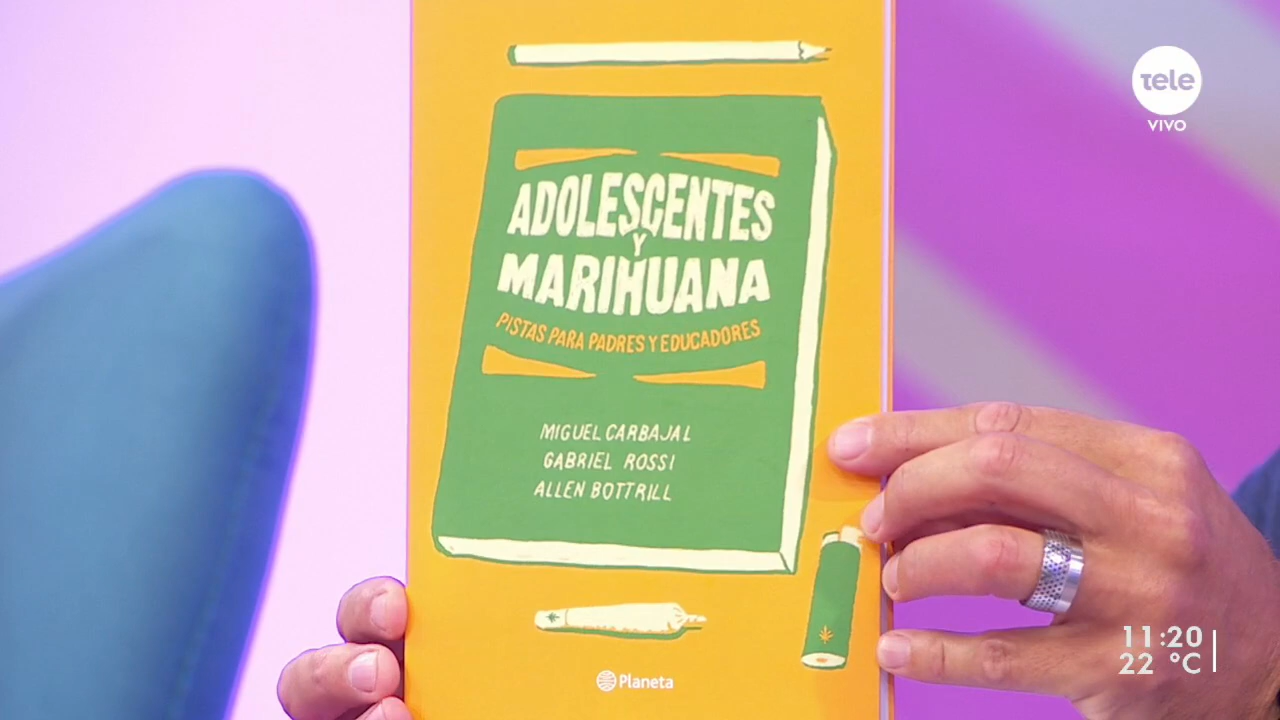 ADOLESCENTES
Y
MARIHUANA
PISTAS PARA PADRES Y EDUCADORES
MIGUEL CARBAJAL
GABRIEL ROSSI
ALLEN BOTTRILL
Planeta
tele
VIVO
11:20
22 °C